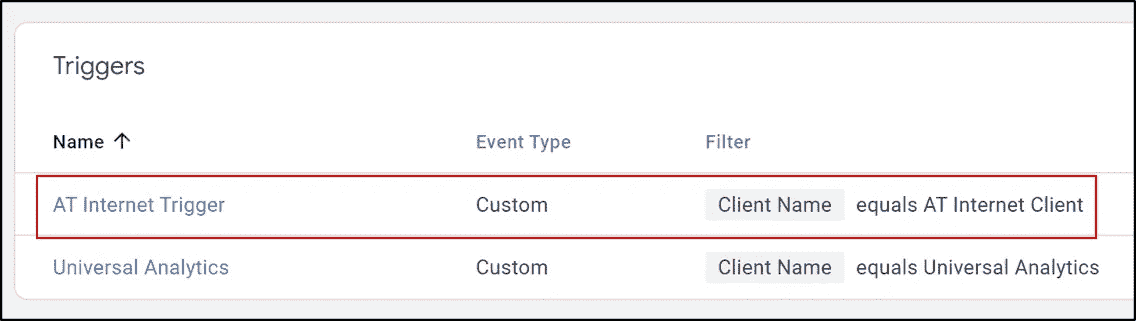 Triggers
Name ↑ Event Type Filter
AT Internet Trigger Custom Client Name equals AT Internet Client
Universal Analytics Custom Client Name equals Universal Analytics